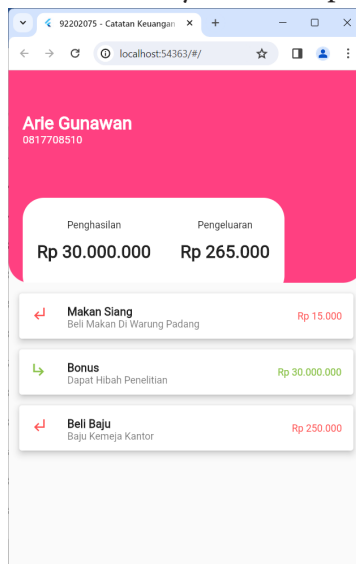 92202075 - Catatan Keuangan
localhost:54363/#/
Arie Gunawan
0817708510
Penghasilan Pengeluaran
Rp 30.000.000 Rp 265.000
Makan Siang
Beli Makan Di Warung Padang
Rp 15.000
Bonus
Dapat Hibah Penelitian
Rp 30.000.000
Beli Baju
Baju Kemeja Kantor
Rp 250.000